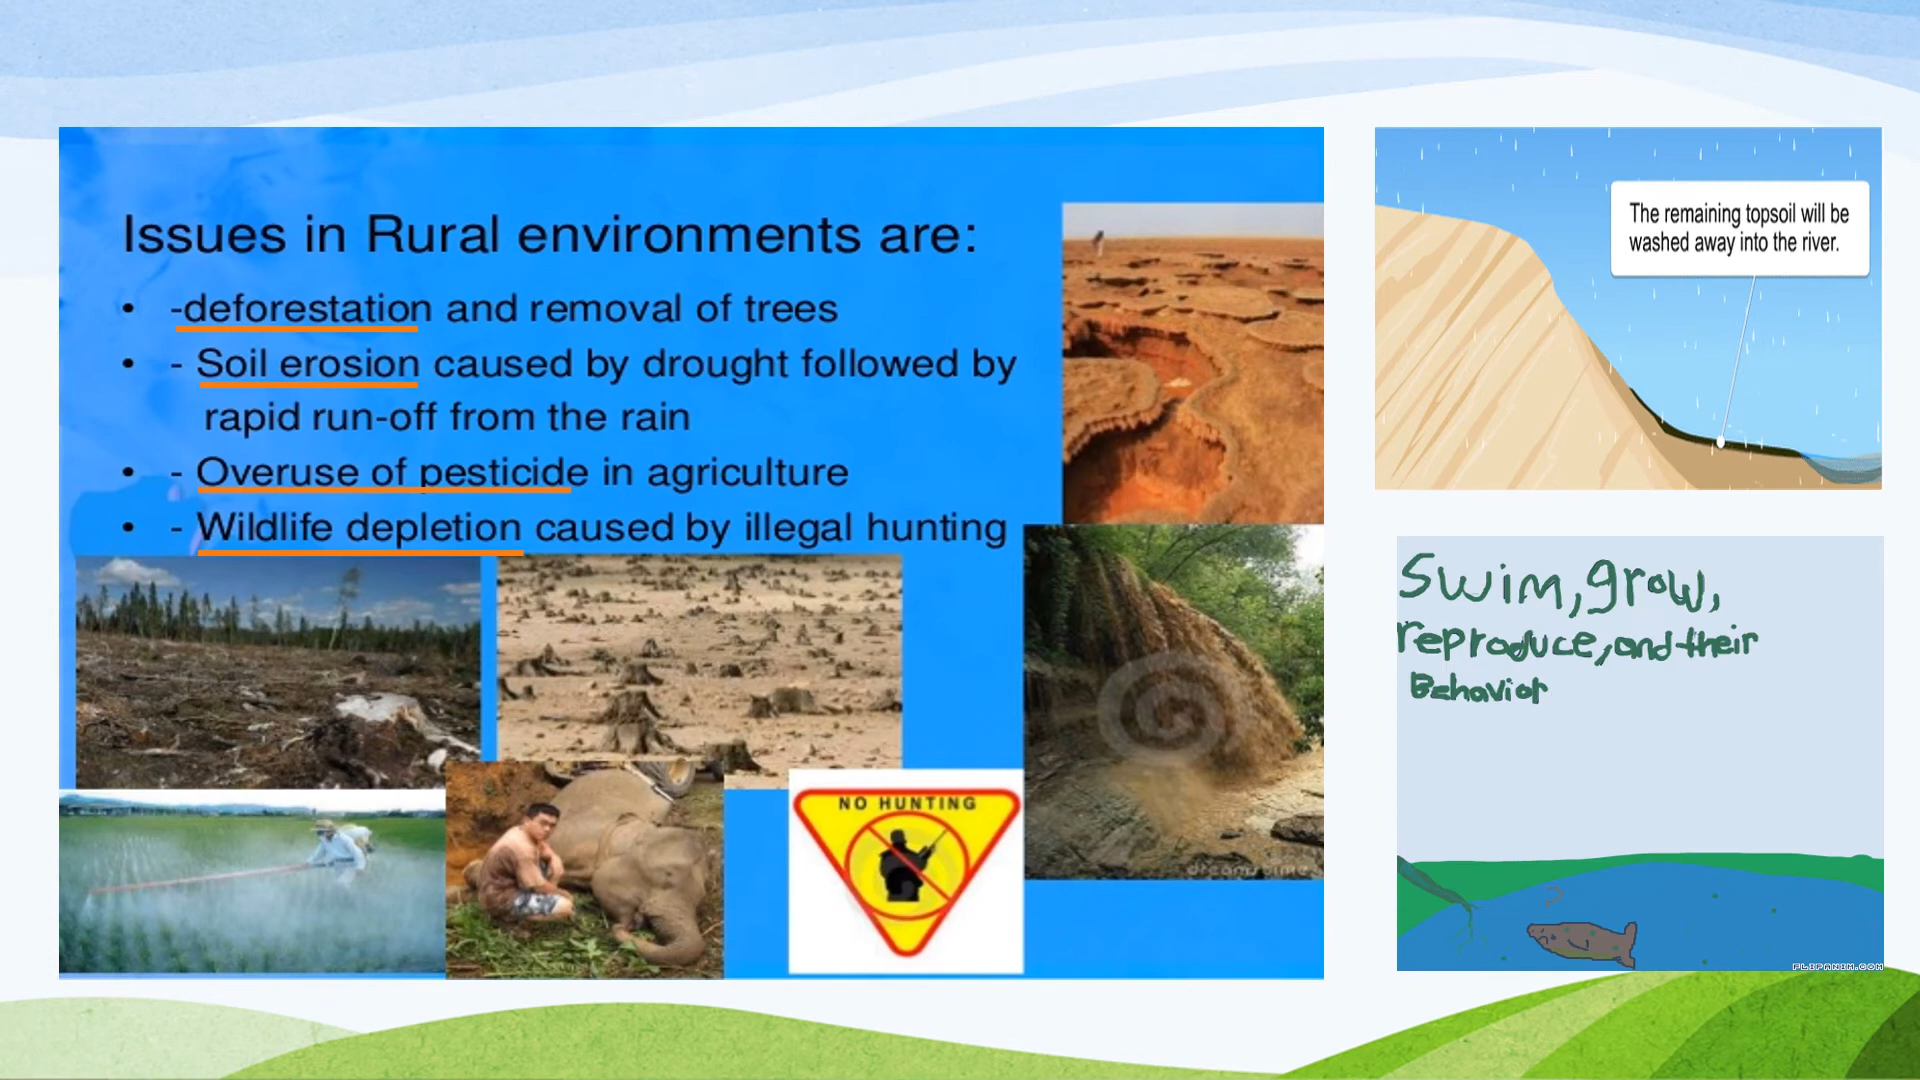 Issues in Rural environments are:
• -deforestation and removal of trees
• - Soil erosion caused by drought followed by
rapid run-off from the rain
• - Overuse of pesticide in agriculture
• - Wildlife depletion caused by illegal hunting
NO HUNTING
dreamstime
The remaining topsoil will be
washed away into the river.
Swim, grow,
reproduce, and their
Behavior
FLIPANIM.COM